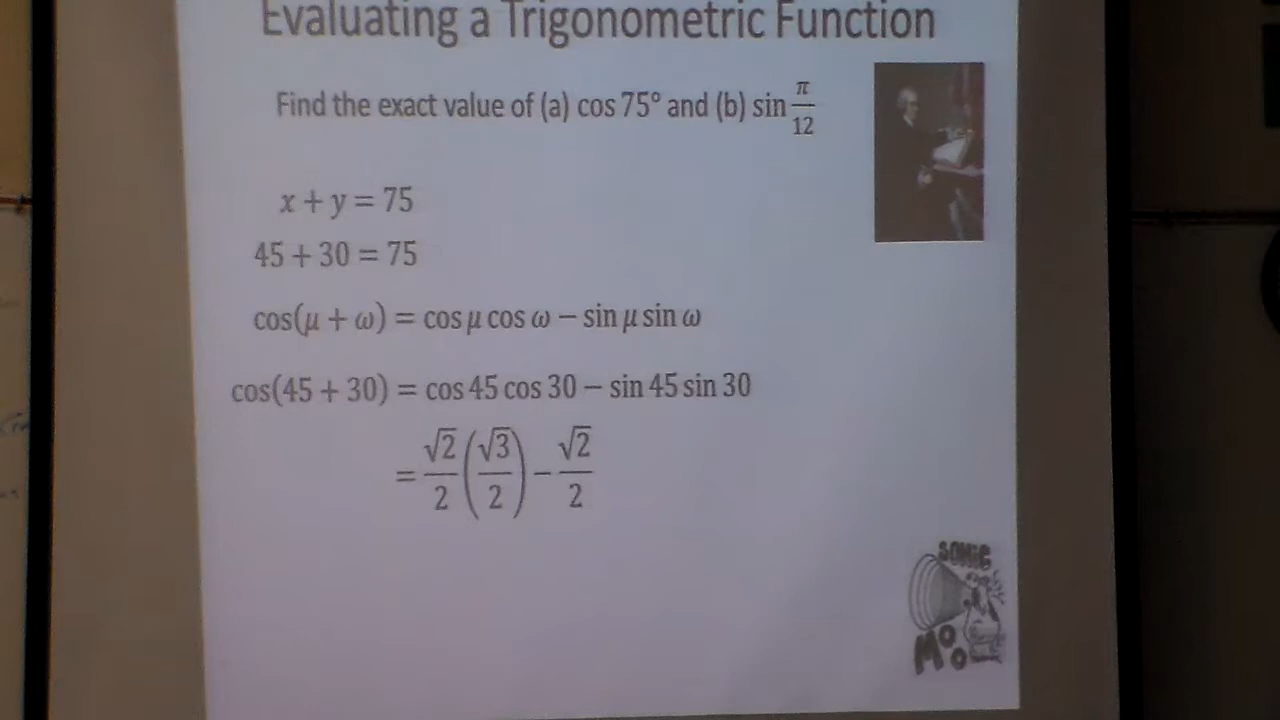 Evaluating a Trigonometric Function
Find the exact value of (a) cos 75° and (b) sin π/12
x + y = 75
45 + 30 = 75
cos(μ + ω) = cos μ cos ω − sin μ sin ω
cos(45 + 30) = cos 45 cos 30 − sin 45 sin 30
= √2/2 (√3/2) − √2/2
SONIC
MOO